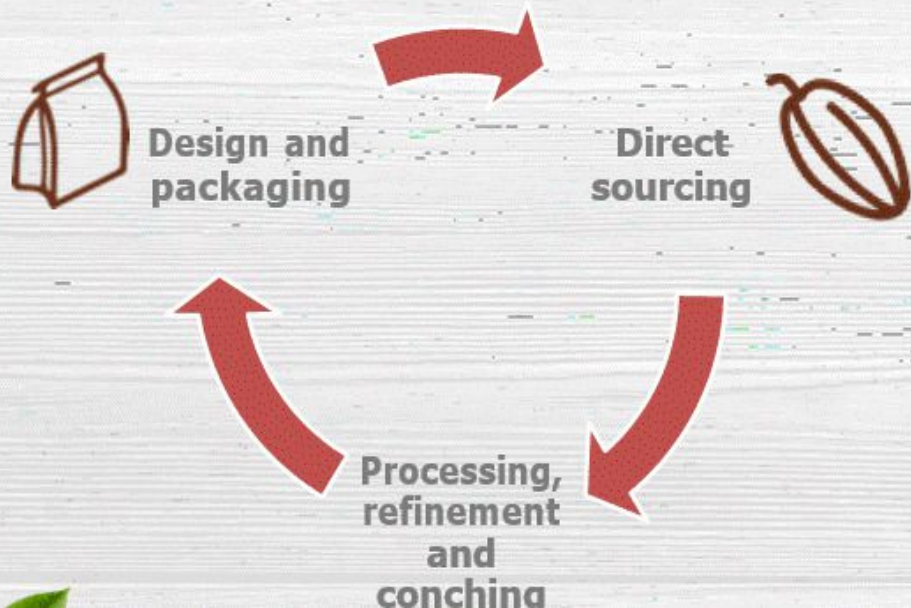 Design and
packaging
Direct
sourcing
Processing,
refinement
and
conching